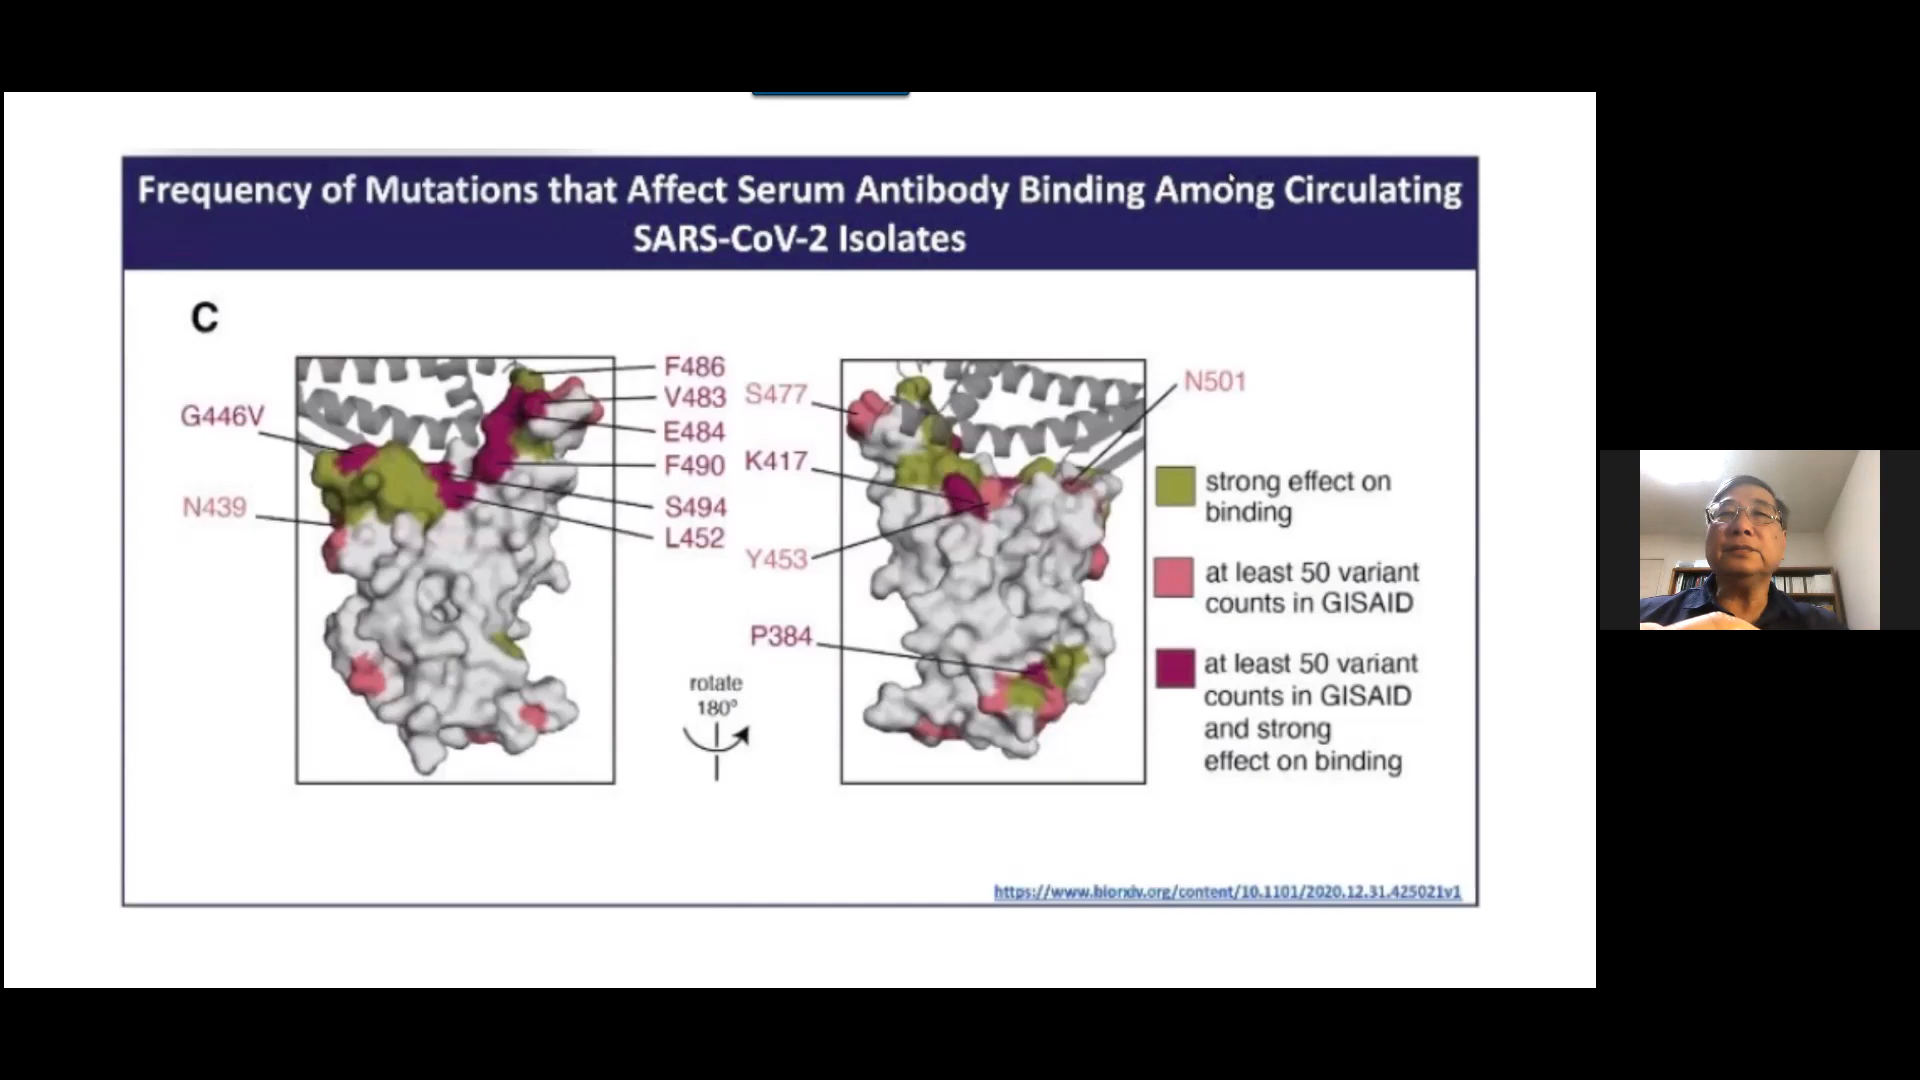 Frequency of Mutations that Affect Serum Antibody Binding Among Circulating
SARS-CoV-2 Isolates
C
G446V
N439
F486
V483
E484
F490
S494
L452
rotate
180°
S477
K417
Y453
P384
N501
strong effect on
binding
at least 50 variant
counts in GISAID
at least 50 variant
counts in GISAID
and strong
effect on binding
https://www.biorxiv.org/content/10.1101/2020.12.31.425021v1